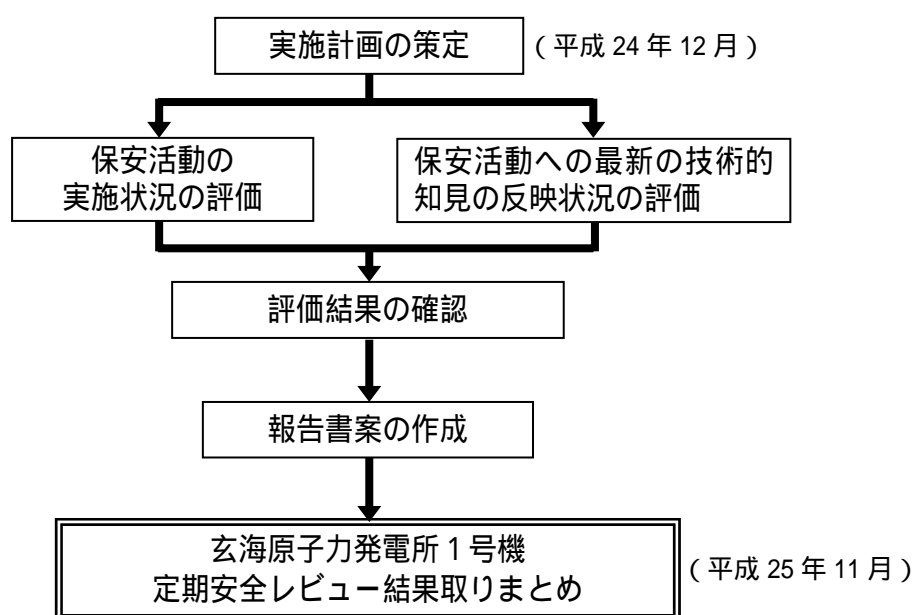 実施計画の策定 (平成 24 年 12 月)
保安活動の
実施状況の評価
保安活動への最新の技術的
知見の反映状況の評価
評価結果の確認
報告書案の作成
玄海原子力発電所1号機
定期安全レビュー結果取りまとめ
(平成 25 年 11 月)